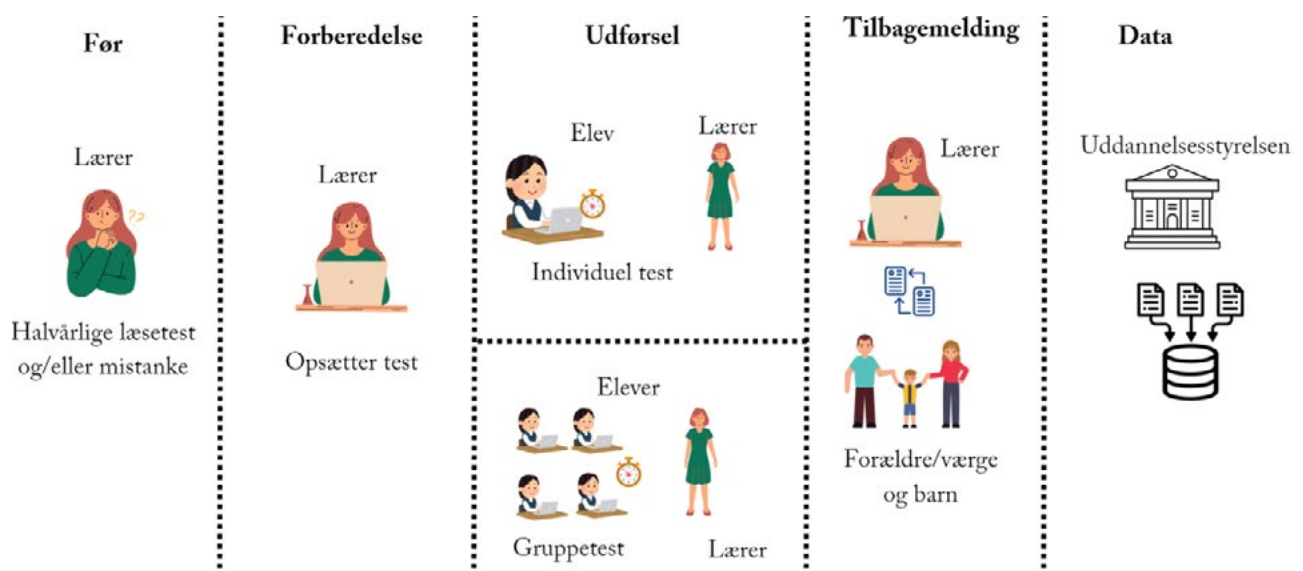 Før
Forberedelse
Udførsel
Tilbagemelding
Data
Lærer
??
Halvårlige læsetest
og/eller mistanke
Lærer
Opsætter test
Elev
Lærer
Individuel test
Elever
Gruppetest
Lærer
Lærer
Forældre/værge
og barn
Uddannelsesstyrelsen